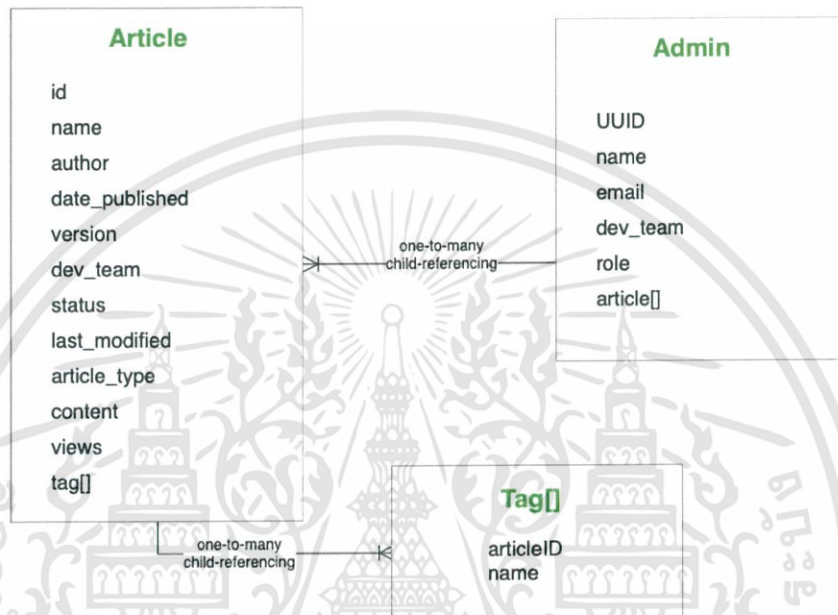 Article
id
name
author
date_published
version
dev_team
status
last_modified
article_type
content
views
tag[]
Admin
UUID
name
email
dev_team
role
article[]
one-to-many
child-referencing
Tag[]
articleID
name
one-to-many
child-referencing